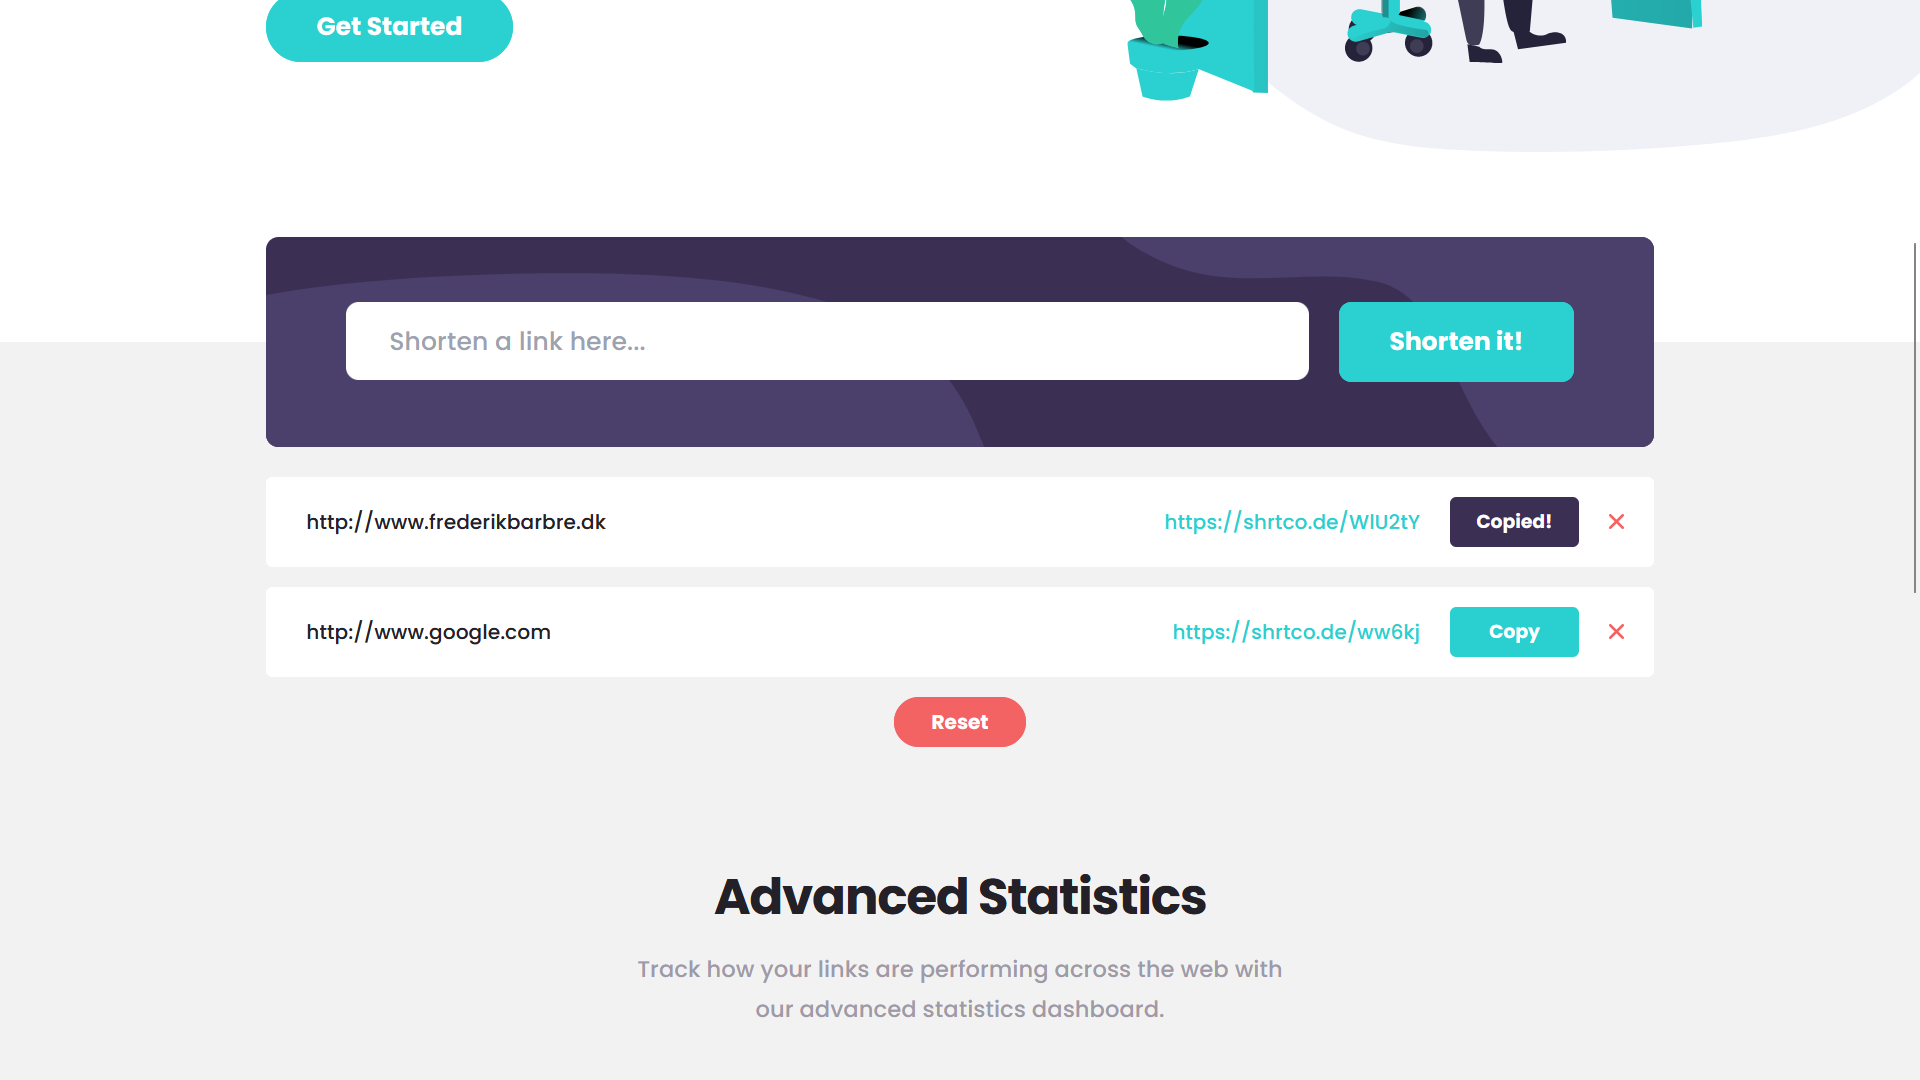 Get Started
Shorten a link here...
Shorten it!
http://www.frederikbarbre.dk
https://shrtco.de/WlU2tY
Copied!
http://www.google.com
https://shrtco.de/ww6kj
Copy
Reset
Advanced Statistics
Track how your links are performing across the web with
our advanced statistics dashboard.